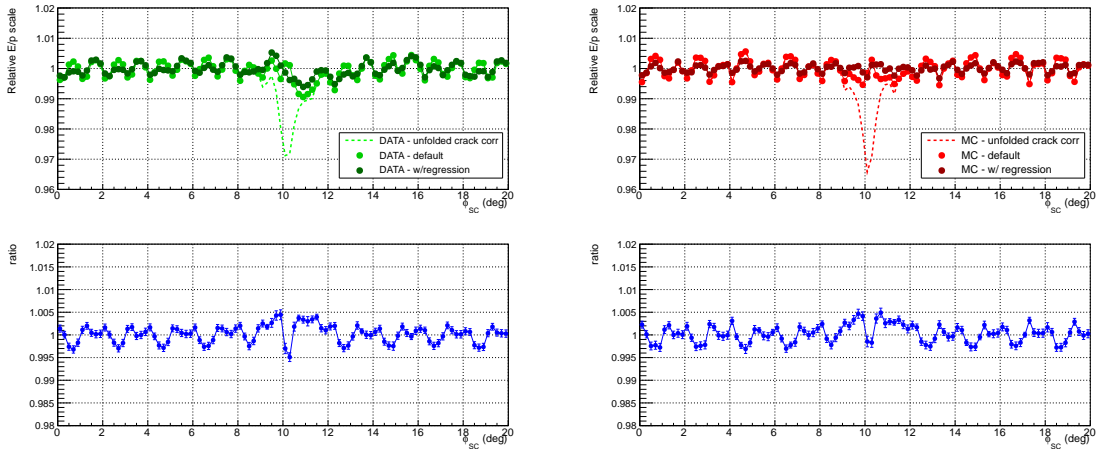 Relative E/p scale
1.02
1.01
1
0.99
0.98
0.97
0.96
DATA - unfolded crack corr
DATA - default
DATA - w/regression
0 2 4 6 8 10 12 14 16 18 20
ϕSC (deg)
Relative E/p scale
1.02
1.01
1
0.99
0.98
0.97
0.96
MC - unfolded crack corr
MC - default
MC - w/ regression
0 2 4 6 8 10 12 14 16 18 20
ϕSC (deg)
ratio
1.02
1.015
1.01
1.005
1
0.995
0.99
0.985
0.98
0 2 4 6 8 10 12 14 16 18 20
ϕSC (deg)
ratio
1.02
1.015
1.01
1.005
1
0.995
0.99
0.985
0.98
0 2 4 6 8 10 12 14 16 18 20
ϕSC (deg)